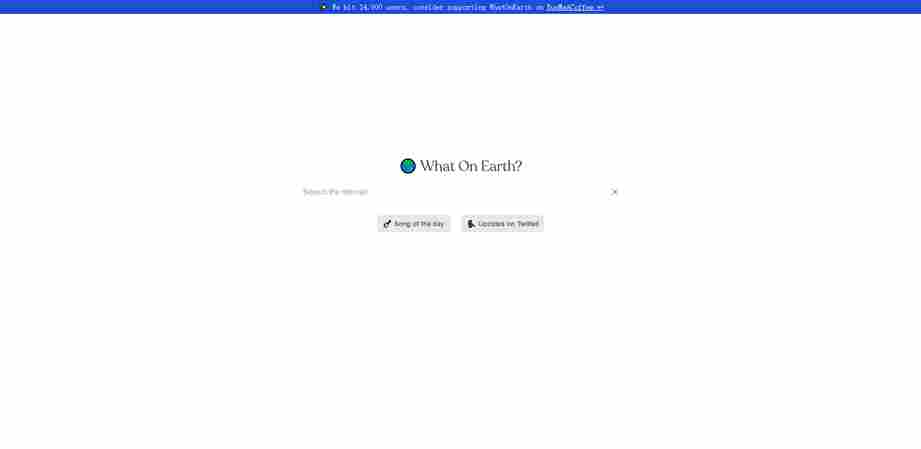 We hit 14,000 users, consider supporting WhatOnEarth on BuyMeACoffee
What On Earth?
Search the internet
Song of the day
Updates on Twitter